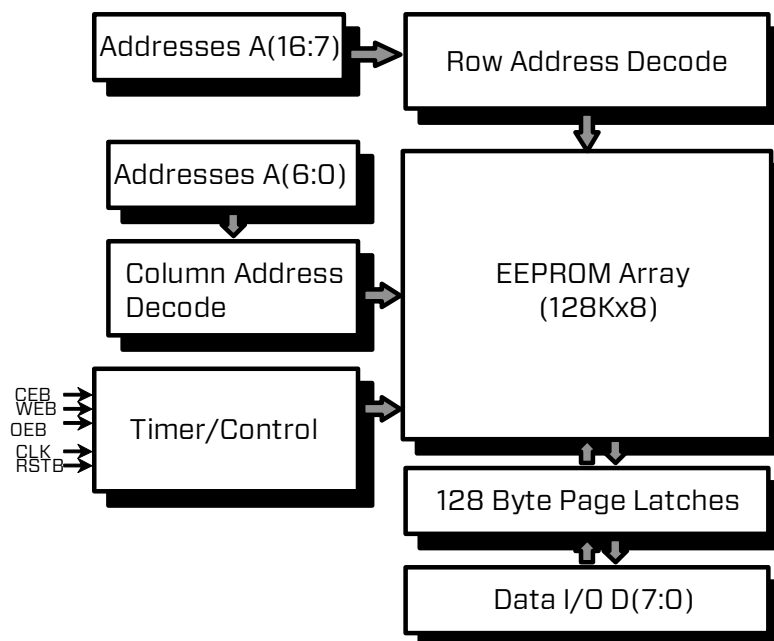 Addresses A(16:7)
Row Address Decode
Addresses A(6:0)
Column Address
Decode
EEPROM Array
(128Kx8)
CEB
WEB
OEB
CLK
RSTB
Timer/Control
128 Byte Page Latches
Data I/O D(7:0)